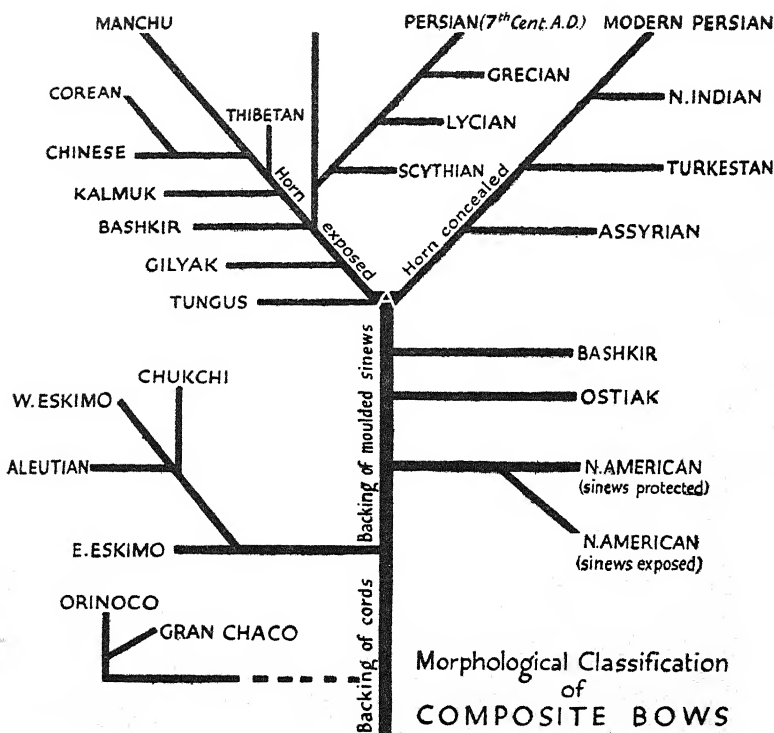 MANCHU
PERSIAN (7th Cent. A.D.)
MODERN PERSIAN
GRECIAN
COREAN
N. INDIAN
THIBETAN
LYCIAN
CHINESE
SCYTHIAN
TURKESTAN
KALMUK
Horn exposed
Horn concealed
BASHKIR
ASSYRIAN
GILYAK
TUNGUS
A
Backing of moulded sinews
BASHKIR
CHUKCHI
OSTIAK
W. ESKIMO
ALEUTIAN
N. AMERICAN
(sinews protected)
E. ESKIMO
N. AMERICAN
(sinews exposed)
ORINOCO
GRAN CHACO
Backing of cords
Morphological Classification
of
COMPOSITE BOWS